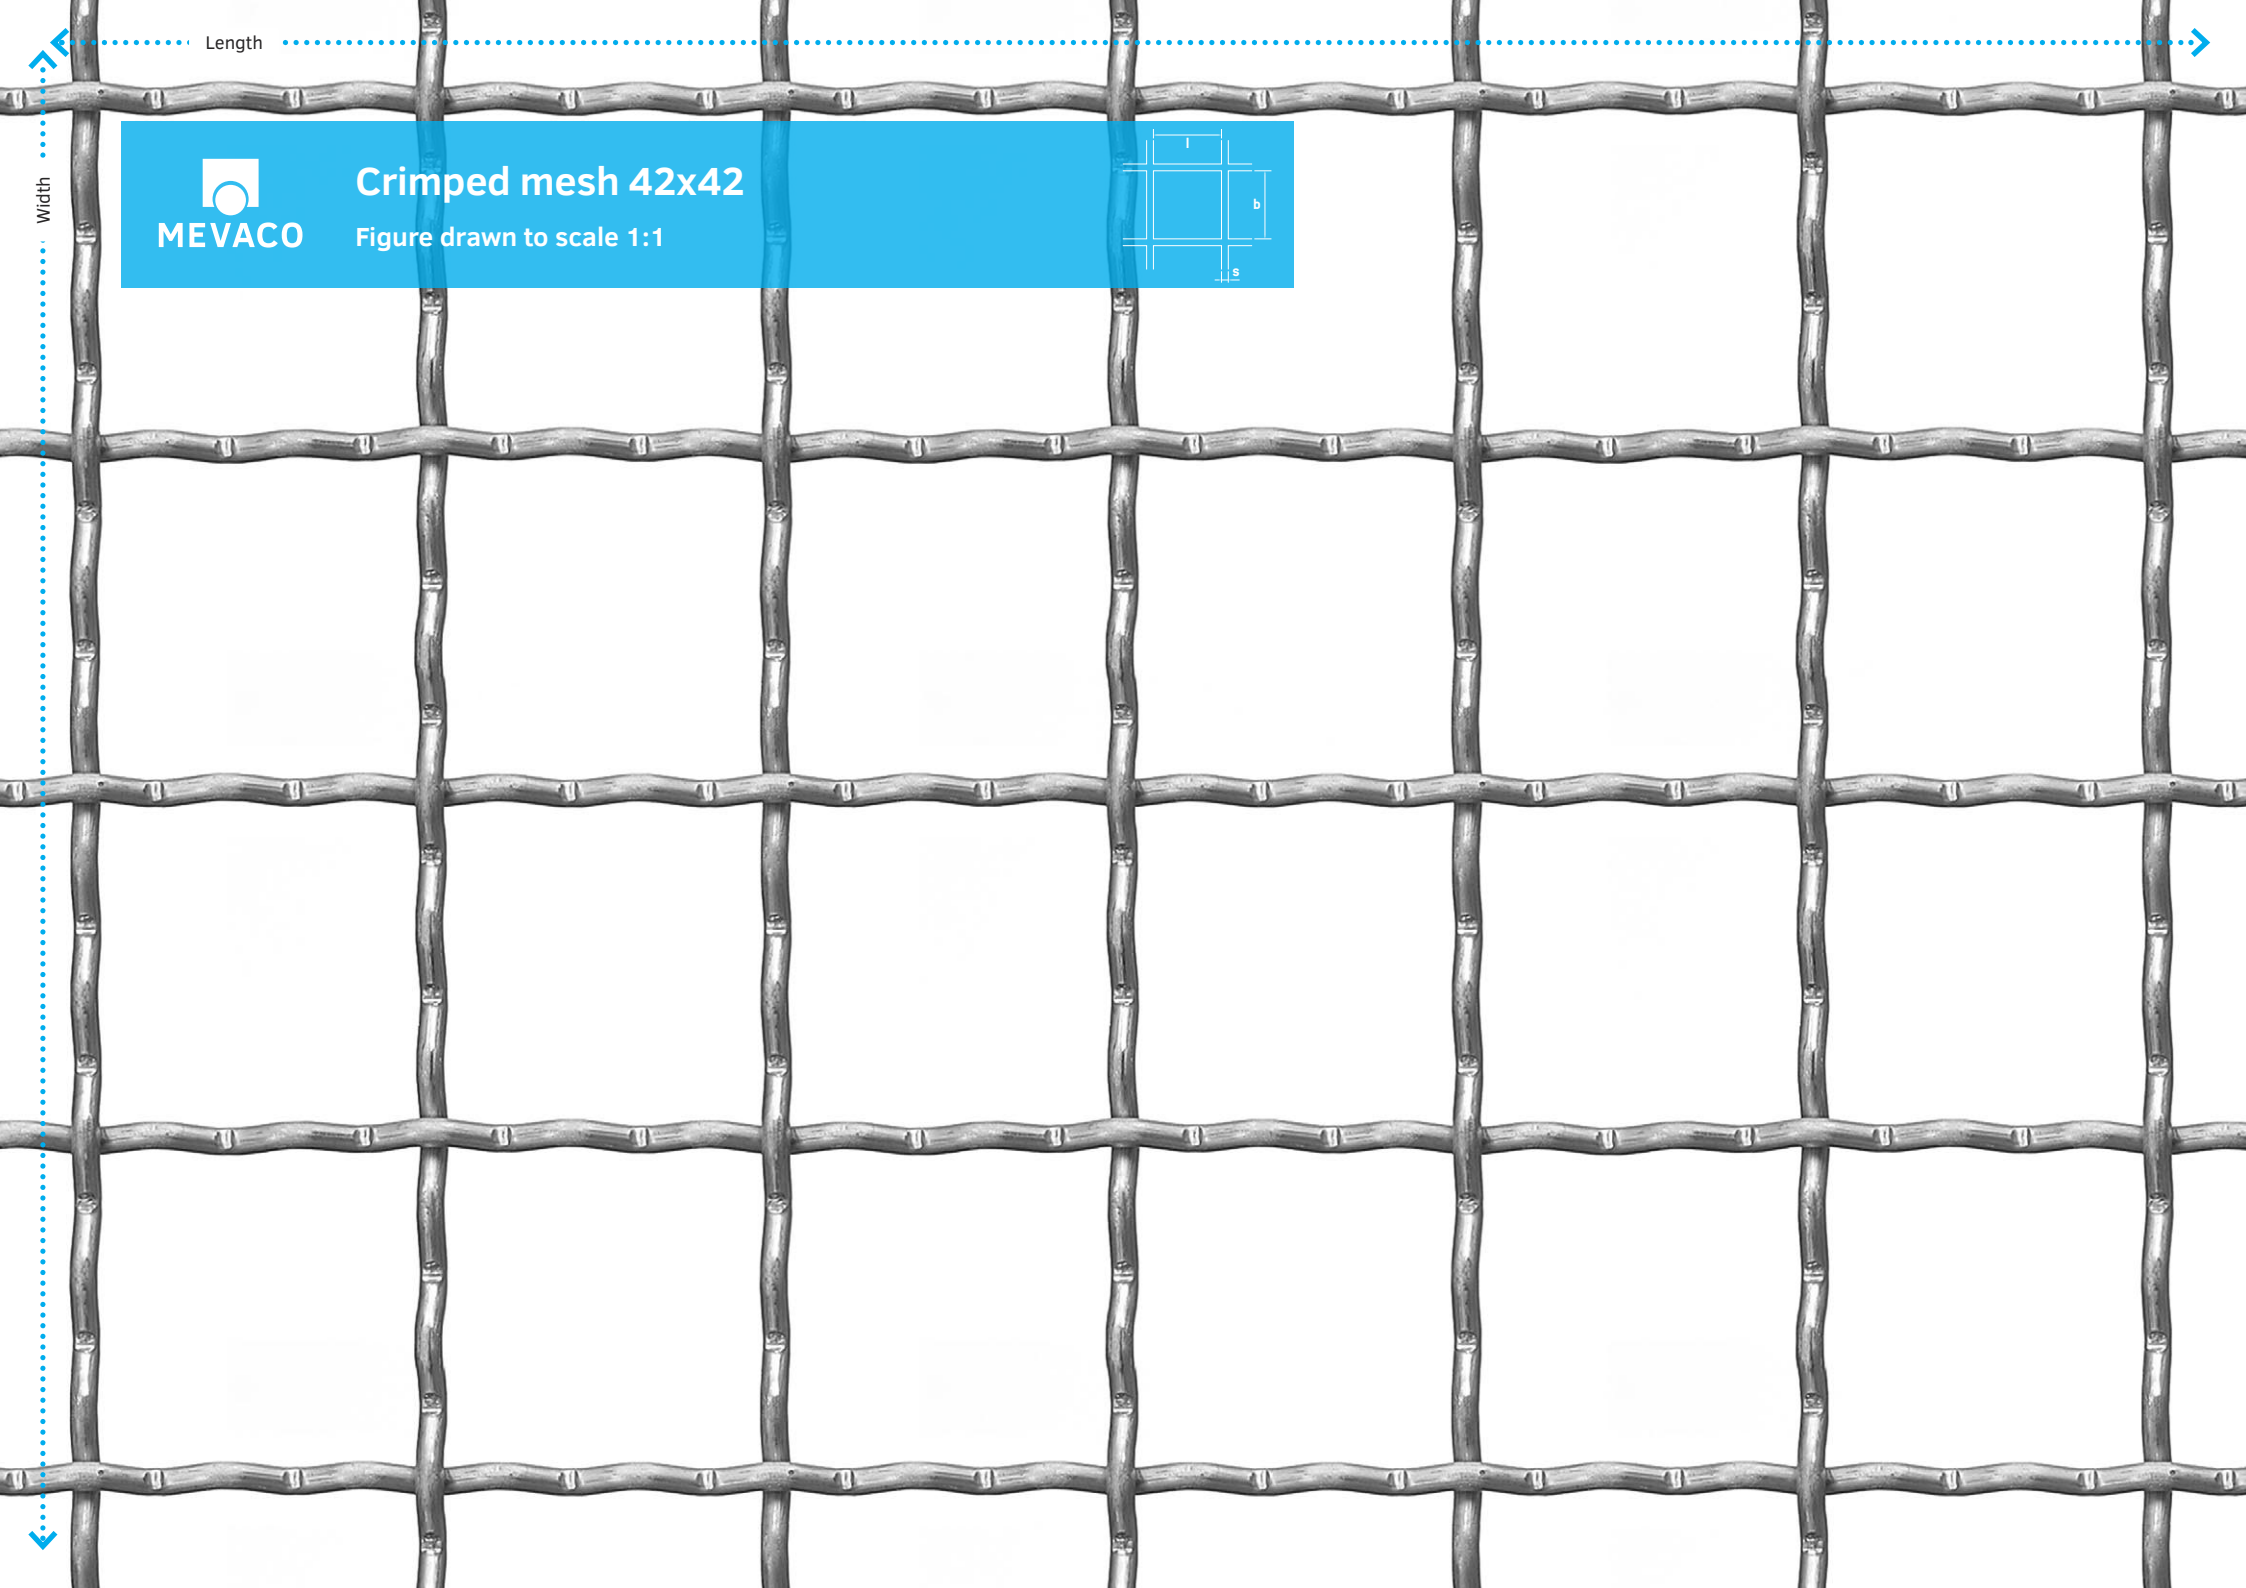 Length
Width
MEVACO
Crimped mesh 42x42
Figure drawn to scale 1:1
l
b
s